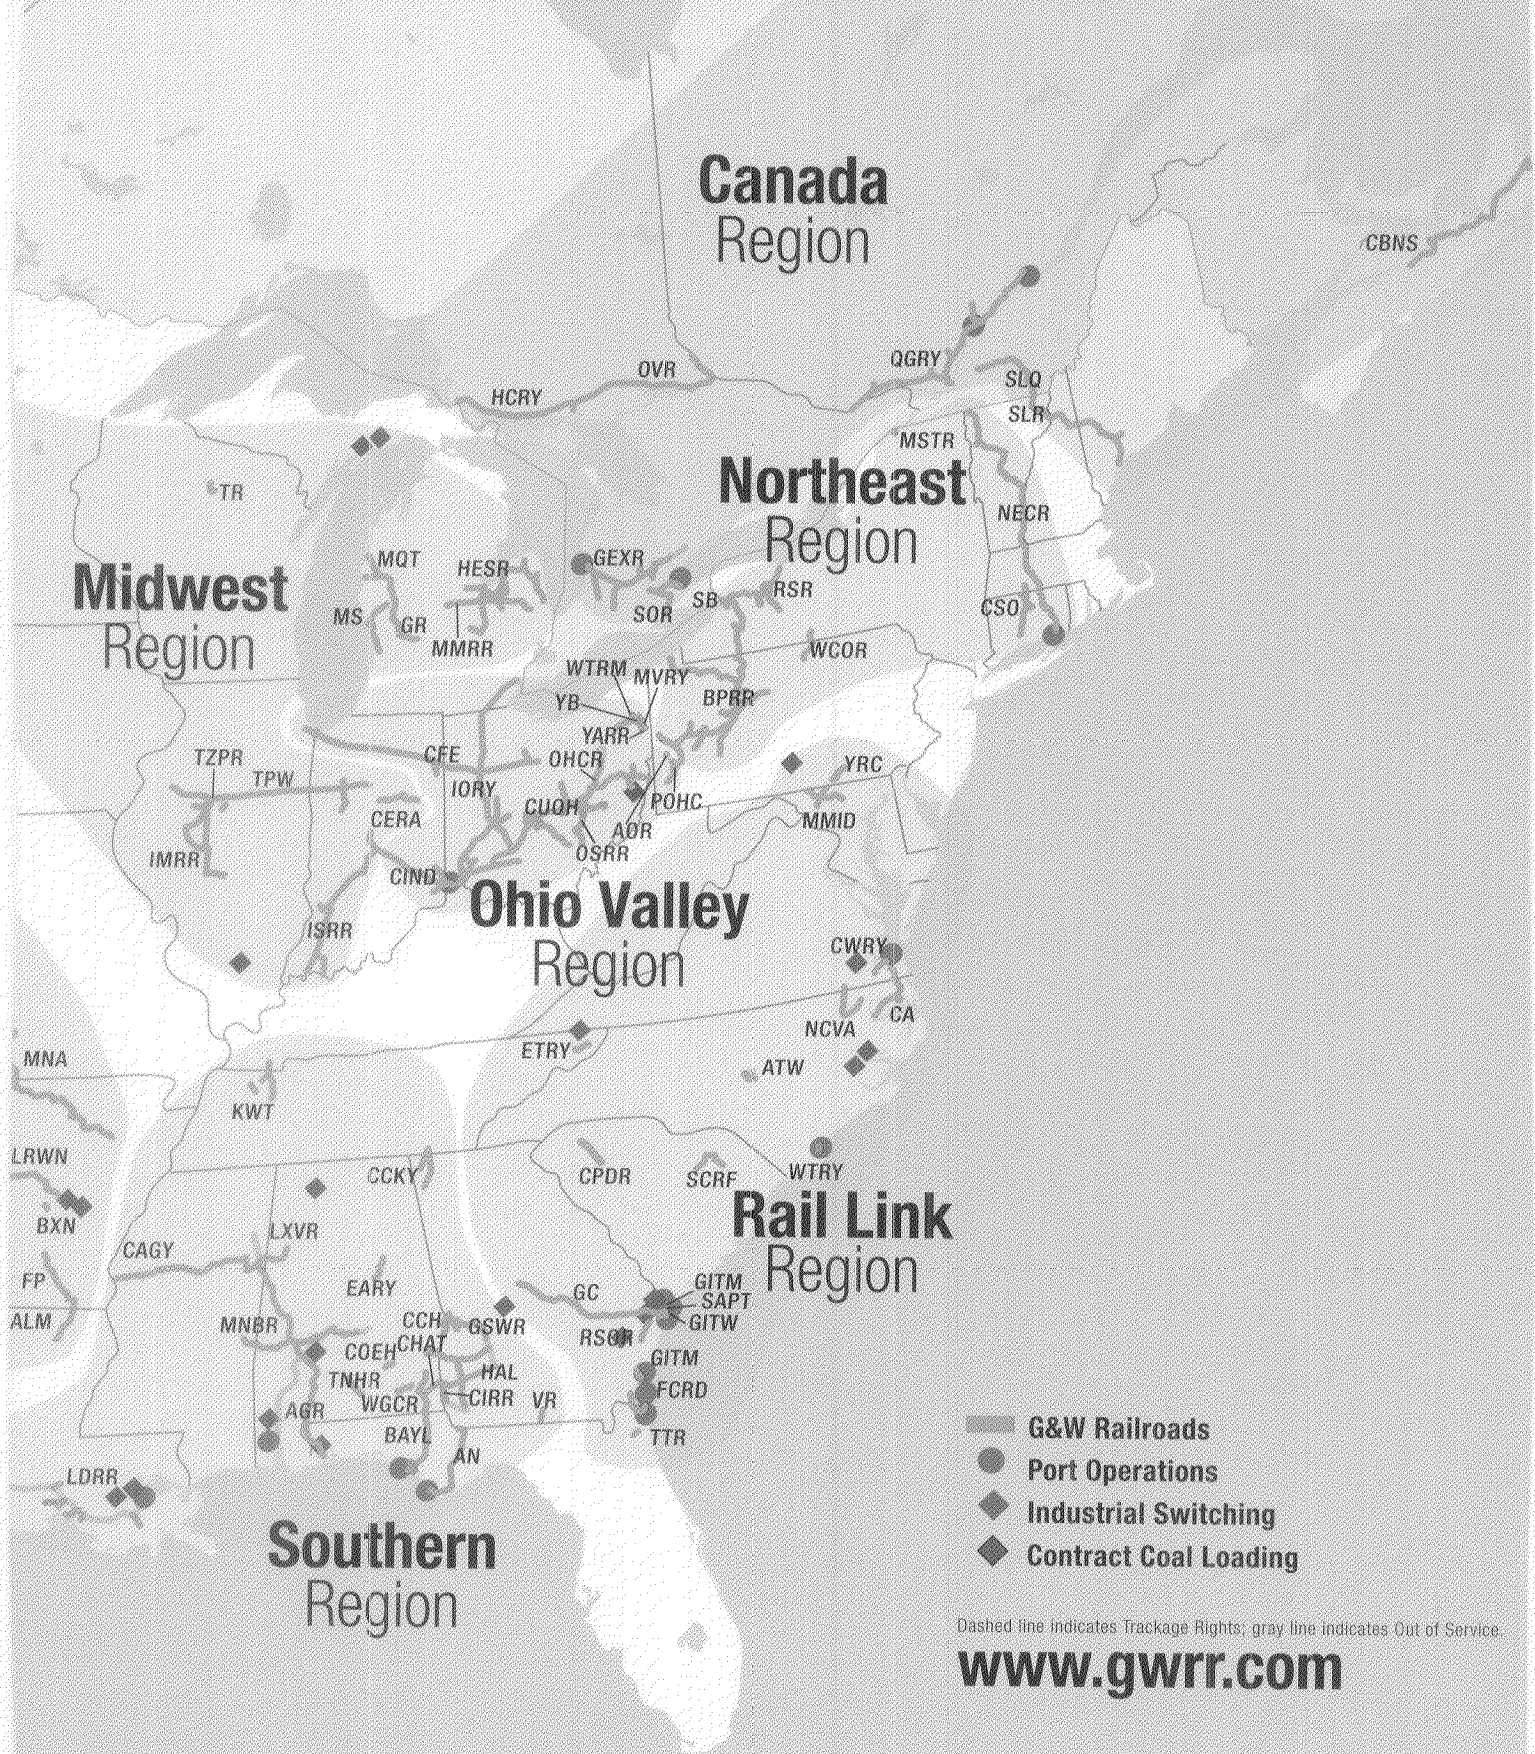 Canada
Region
CBNS
OVR
QGRY
HCRY
SLQ
SLR
MSTR
Northeast
Region
TR
NECR
MQT
HESR
GEXR
Midwest
Region
RSR
SB
SOR
CSO
MS
GR
MMRR
WCOR
WTRM
MVRY
YB
BPRR
YARR
CFE
TZPR
OHCR
YRC
TPW
IORY
POHC
CUOH
CERA
MMID
AOR
OSRR
IMRR
CIND
Ohio Valley
Region
ISRR
CWRY
CA
NCVA
ETRY
MNA
ATW
KWT
LRWN
CCKY
CPDR
SCRF
WTRY
Rail Link
Region
BXN
LXVR
CAGY
FP
EARY
GC
GITM
SAPT
GITW
ALM
MNBR
CCH
GSWR
RSOR
COEH
CHAT
GITM
TNHR
HAL
FCRD
WGCR
CIRR
VR
AGR
BAYL
AN
TTR
LDRR
Southern
Region
G&W Railroads
Port Operations
Industrial Switching
Contract Coal Loading
Dashed line indicates Trackage Rights; gray line indicates Out of Service.
www.gwrr.com